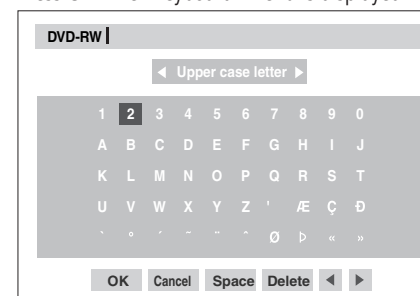 DVD-RW
◀ Upper case letter ▶
1 2 3 4 5 6 7 8 9 0
A B C D E F G H I J
K L M N O P Q R S T
U V W X Y Z ' Æ Ç Ð
` ° ´ ~ ¨ ^ Ø Þ « »
OK Cancel Space Delete ◀ ▶